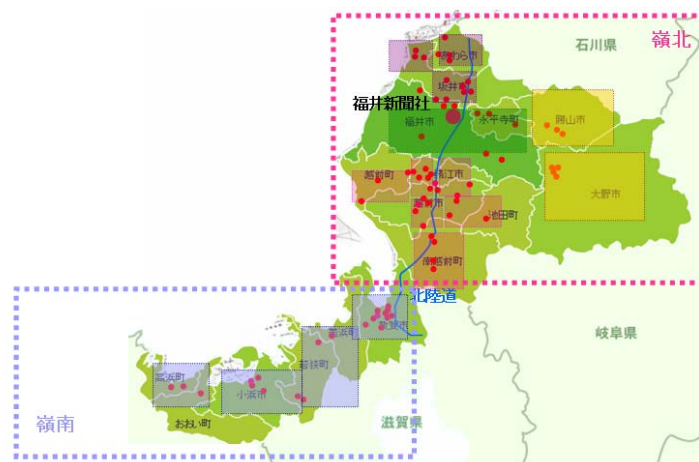 石川県
嶺北
あわら市
坂井市
福井新聞社
福井市
永平寺町
勝山市
越前町
鯖江市
大野市
越前市
池田町
南越前町
北陸道
敦賀市
美浜町
岐阜県
若狭町
高浜町
小浜市
おおい町
嶺南
滋賀県